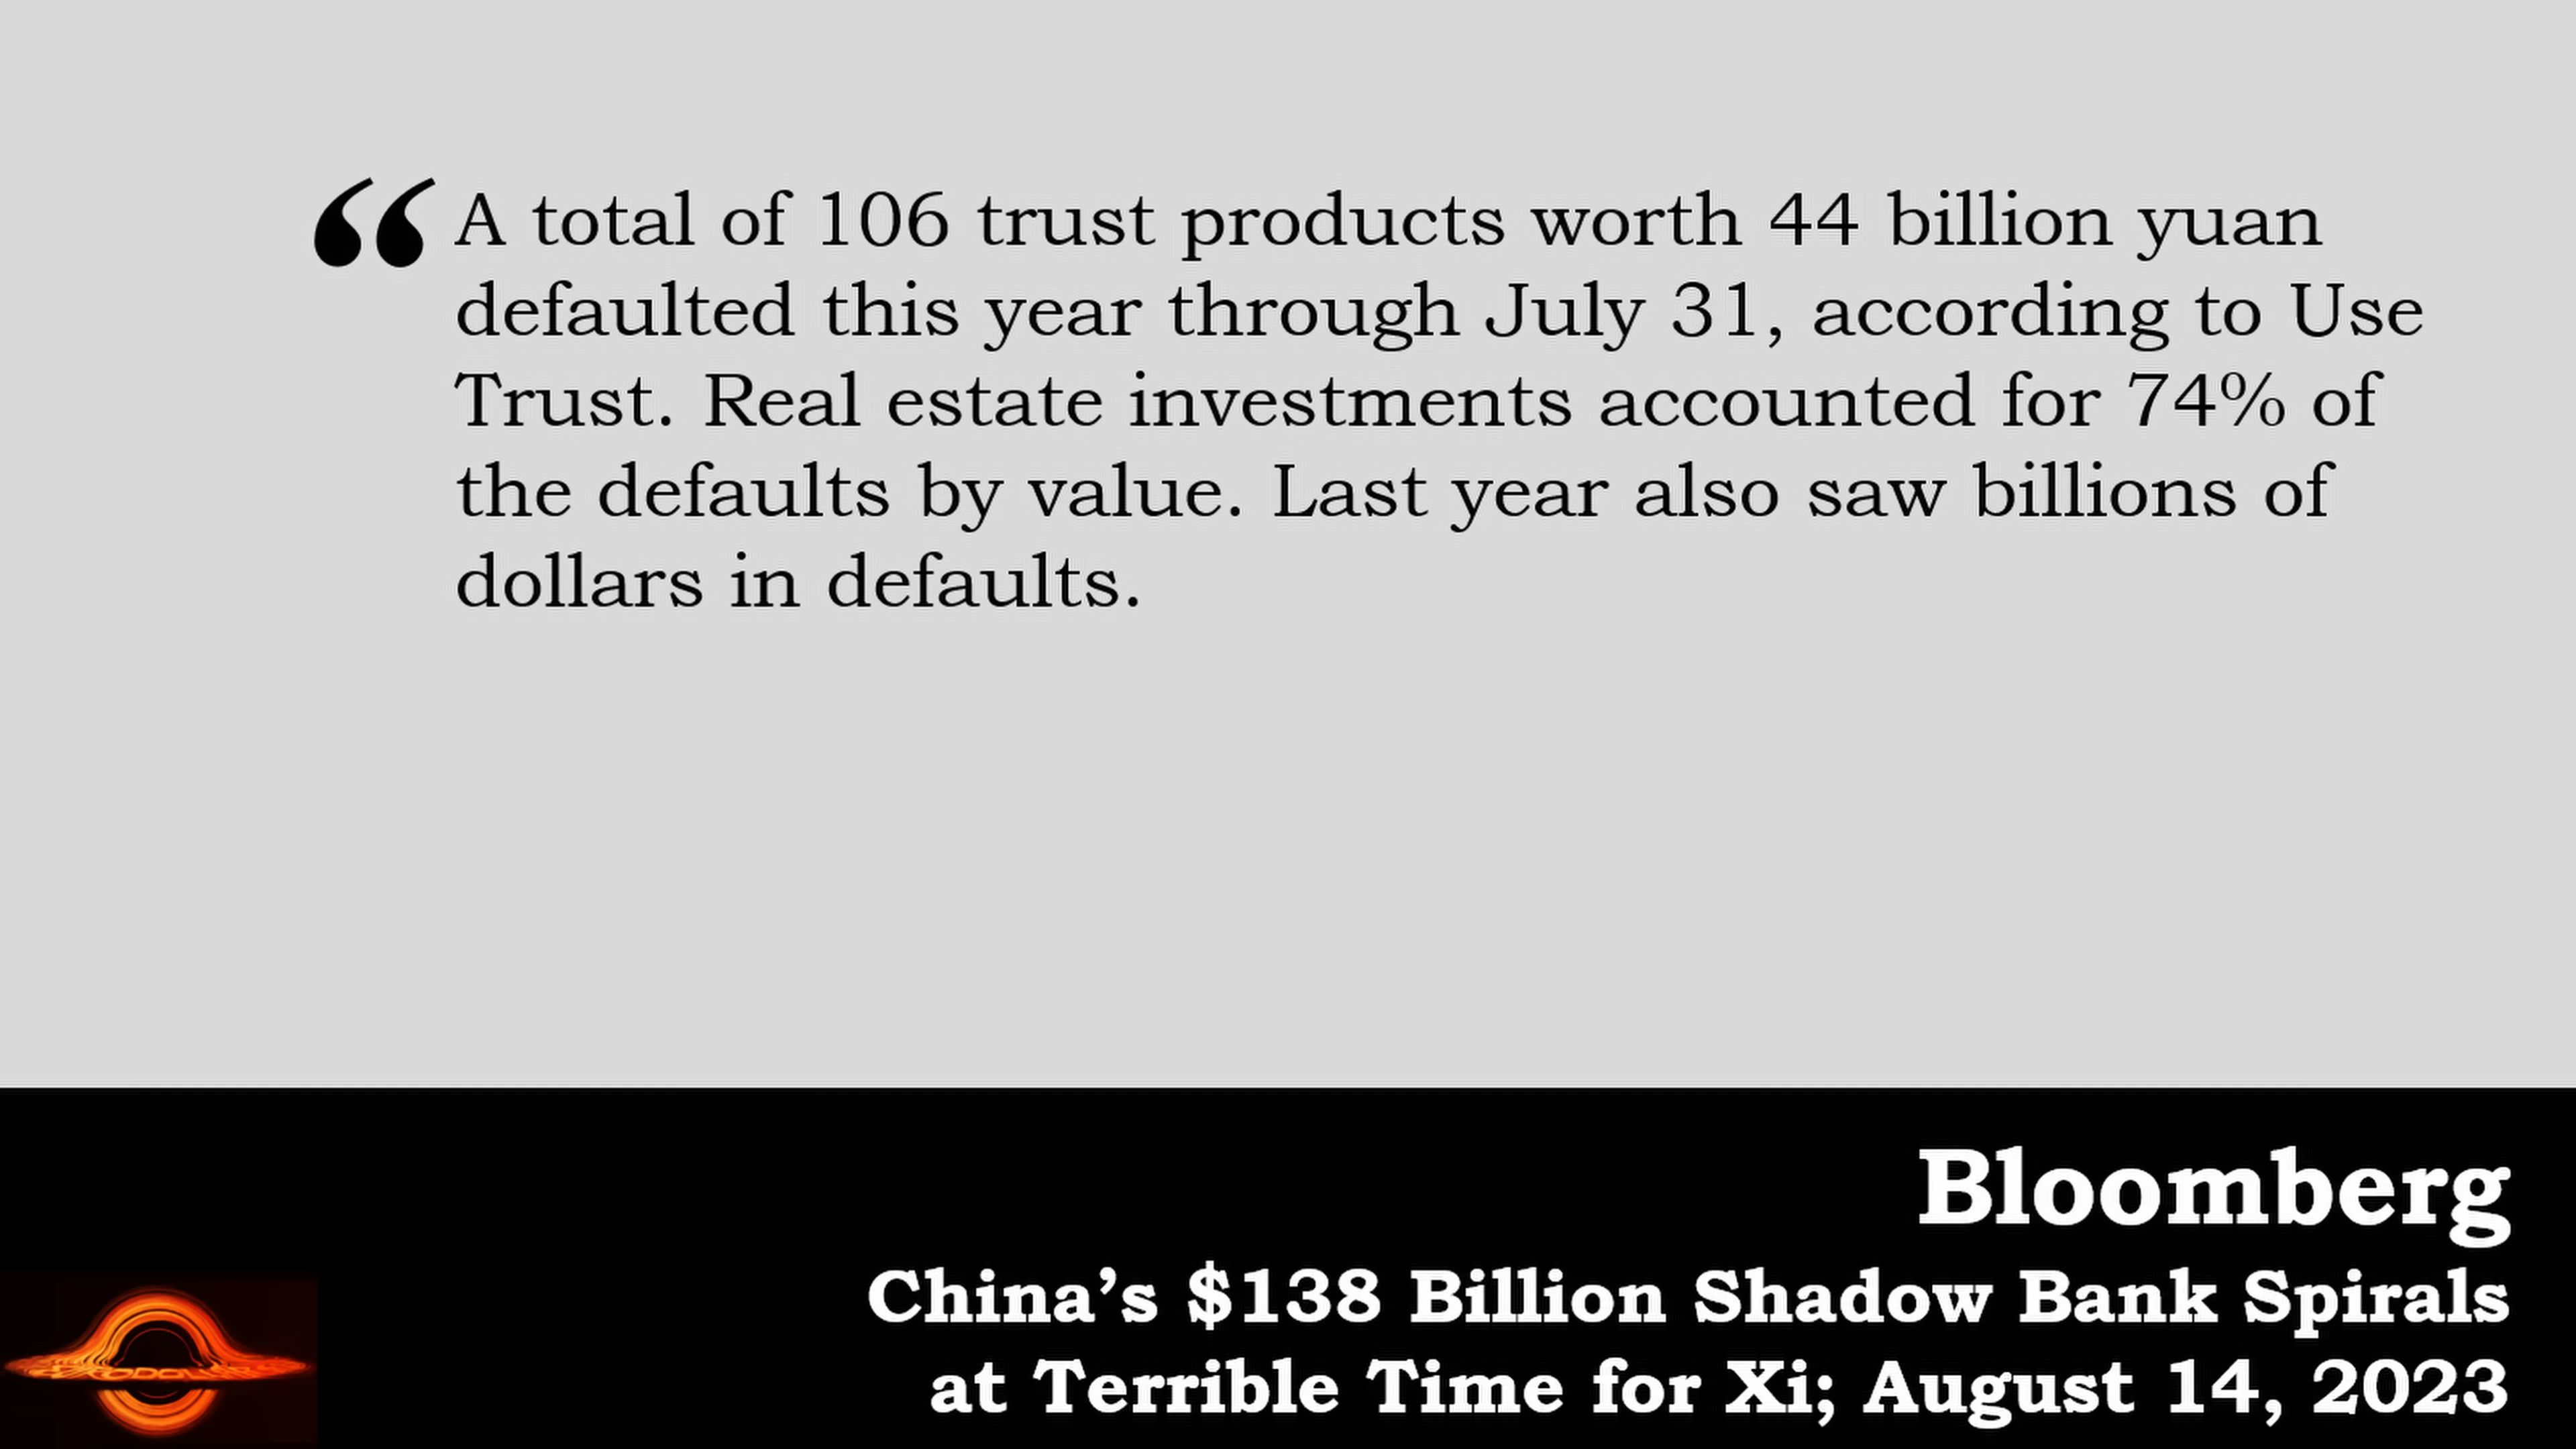 “A total of 106 trust products worth 44 billion yuan
defaulted this year through July 31, according to Use
Trust. Real estate investments accounted for 74% of
the defaults by value. Last year also saw billions of
dollars in defaults.
Bloomberg
China’s $138 Billion Shadow Bank Spirals
at Terrible Time for Xi; August 14, 2023